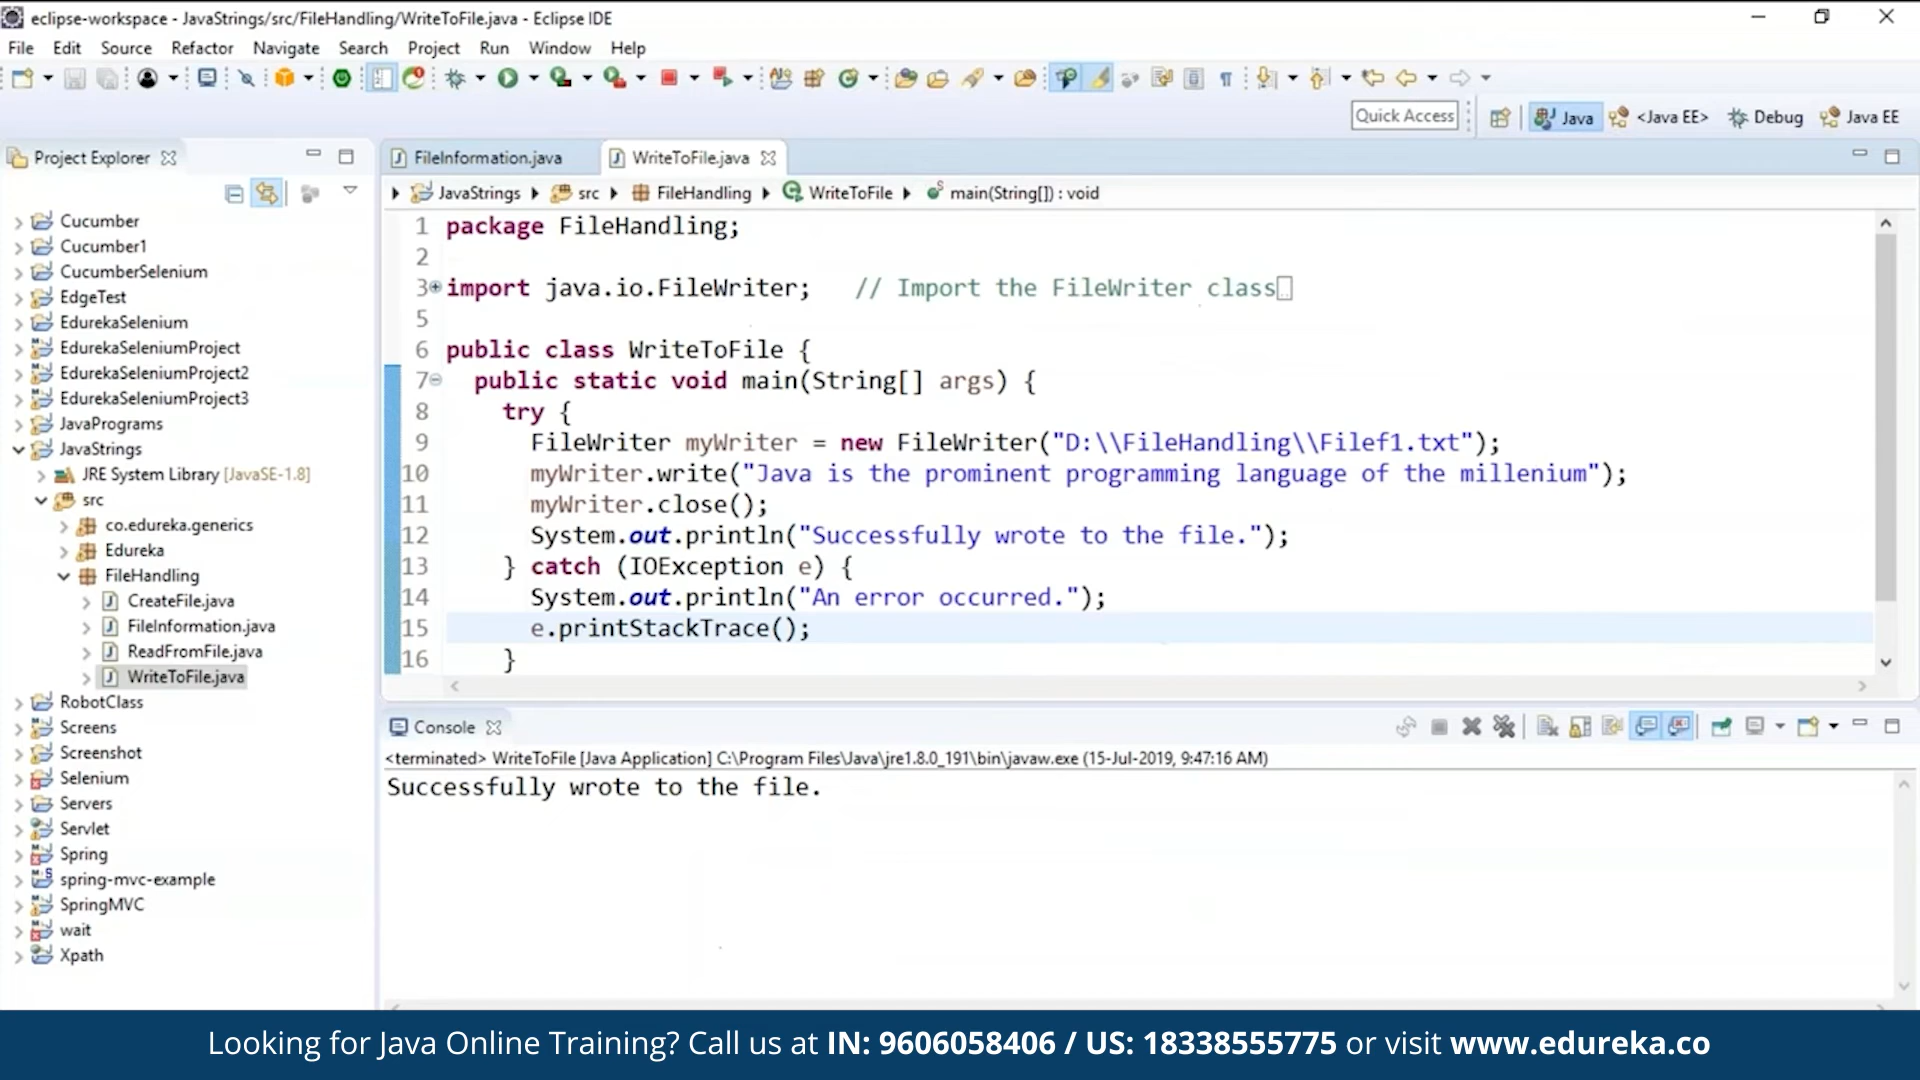 eclipse-workspace - JavaStrings/src/FileHandling/WriteToFile.java - Eclipse IDE
File Edit Source Refactor Navigate Search Project Run Window Help
Quick Access Java <Java EE> Debug Java EE
Project Explorer
Cucumber
Cucumber1
CucumberSelenium
EdgeTest
EdurekaSelenium
EdurekaSeleniumProject
EdurekaSeleniumProject2
EdurekaSeleniumProject3
JavaPrograms
JavaStrings
JRE System Library [JavaSE-1.8]
src
co.edureka.generics
Edureka
FileHandling
CreateFile.java
FileInformation.java
ReadFromFile.java
WriteToFile.java
RobotClass
Screens
Screenshot
Selenium
Servers
Servlet
Spring
spring-mvc-example
SpringMVC
wait
Xpath
FileInformation.java WriteToFile.java
JavaStrings src FileHandling WriteToFile main(String[]) : void
1 package FileHandling;
2
3 import java.io.FileWriter; // Import the FileWriter class
5
6 public class WriteToFile {
7 public static void main(String[] args) {
8 try {
9 FileWriter myWriter = new FileWriter("D:\\FileHandling\\Filef1.txt");
10 myWriter.write("Java is the prominent programming language of the millenium");
11 myWriter.close();
12 System.out.println("Successfully wrote to the file.");
13 } catch (IOException e) {
14 System.out.println("An error occurred.");
15 e.printStackTrace();
16 }
Console
<terminated> WriteToFile [Java Application] C:\Program Files\Java\jre1.8.0_191\bin\javaw.exe (15-Jul-2019, 9:47:16 AM)
Successfully wrote to the file.
Looking for Java Online Training? Call us at IN: 9606058406 / US: 18338555775 or visit www.edureka.co